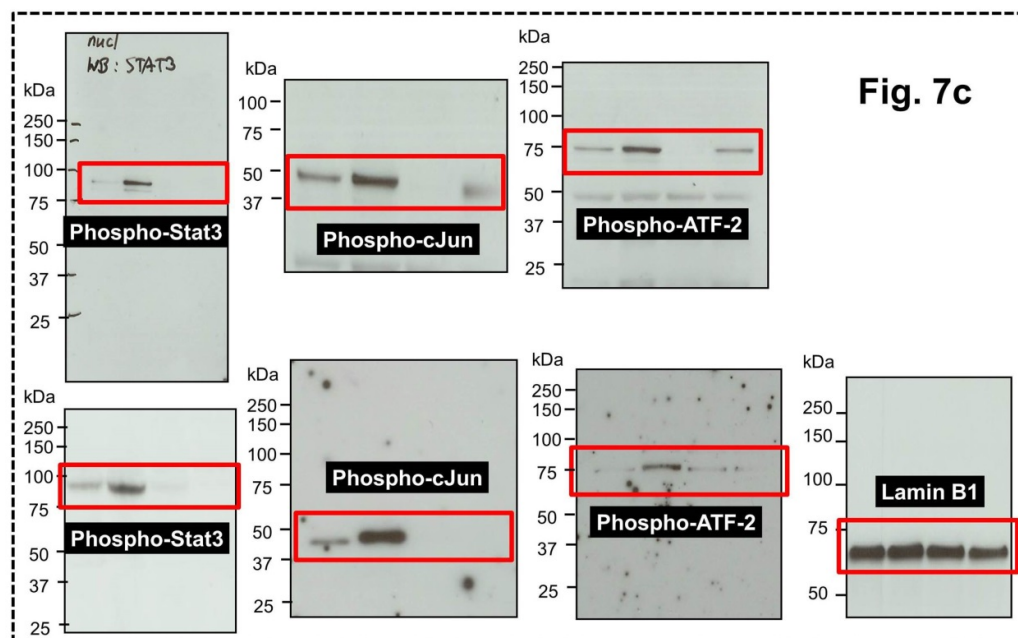 nucl
WB: STAT3
kDa
250
150
100
75
50
37
25
Phospho-Stat3
kDa
100
75
50
37
Phospho-cJun
kDa
250
150
100
75
50
37
25
Phospho-ATF-2
Fig. 7c
kDa
250
150
100
75
50
37
25
Phospho-Stat3
kDa
250
150
100
75
50
37
25
Phospho-cJun
kDa
250
150
100
75
50
37
25
Phospho-ATF-2
kDa
250
150
100
75
50
Lamin B1